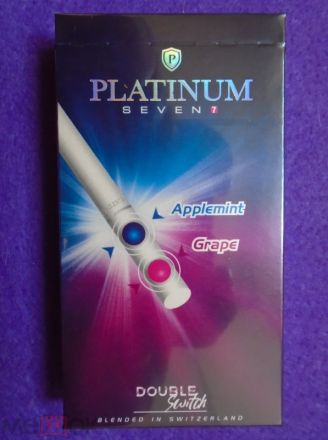 P
PLATINUM
SEVEN 7
Applemint
Grape
DOUBLE
Switch
BLENDED IN SWITZERLAND